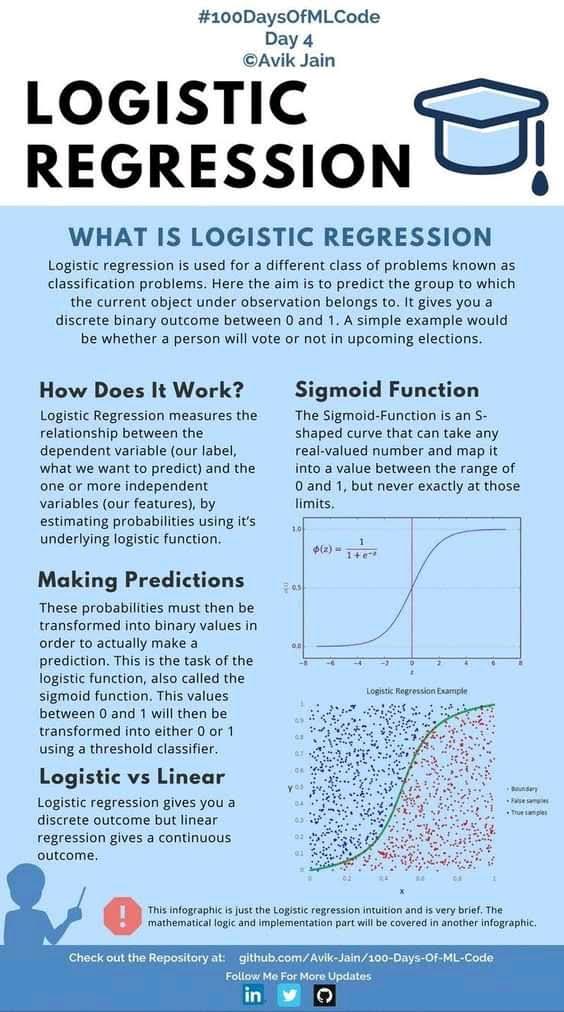 #100DaysOfMLCode
Day 4
©Avik Jain
LOGISTIC
REGRESSION
WHAT IS LOGISTIC REGRESSION
Logistic regression is used for a different class of problems known as
classification problems. Here the aim is to predict the group to which
the current object under observation belongs to. It gives you a
discrete binary outcome between 0 and 1. A simple example would
be whether a person will vote or not in upcoming elections.
How Does It Work?
Logistic Regression measures the
relationship between the
dependent variable (our label,
what we want to predict) and the
one or more independent
variables (our features), by
estimating probabilities using it's
underlying logistic function.
Making Predictions
These probabilities must then be
transformed into binary values in
order to actually make a
prediction. This is the task of the
logistic function, also called the
sigmoid function. This values
between 0 and 1 will then be
transformed into either 0 or 1
using a threshold classifier.
Logistic vs Linear
Logistic regression gives you a
discrete outcome but linear
regression gives a continuous
outcome.
Sigmoid Function
The Sigmoid-Function is an S-
shaped curve that can take any
real-valued number and map it
into a value between the range of
0 and 1, but never exactly at those
limits.
1.0
ϕ(z) = 1 / 1 + e^-z
0.5
0.0
−8 −6 −4 −2 0 2 4 6 8
z
Logistic Regression Example
1
0.9
0.8
0.7
0.6
y 0.5
0.4
0.3
0.2
0.1
0
0 0.2 0.4 0.6 0.8 1
x
Boundary
False samples
True samples
!
This infographic is just the Logistic regression intuition and is very brief. The
mathematical logic and implementation part will be covered in another infographic.
Check out the Repository at: github.com/Avik-Jain/100-Days-Of-ML-Code
Follow Me For More Updates
in